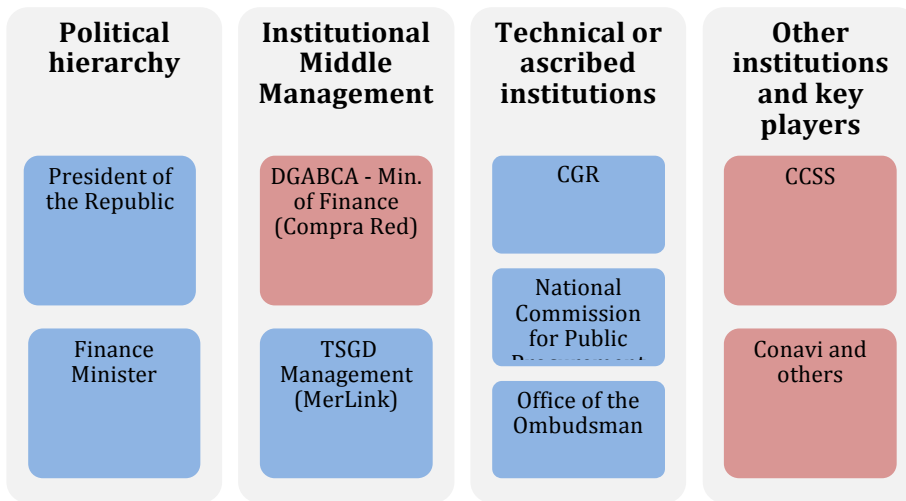 Political
hierarchy
President of
the Republic
Finance
Minister
Institutional
Middle
Management
DGABCA - Min.
of Finance
(Compra Red)
TSGD
Management
(MerLink)
Technical or
ascribed
institutions
CGR
National
Commission
for Public
Office of the
Ombudsman
Other
institutions
and key
players
CCSS
Conavi and
others